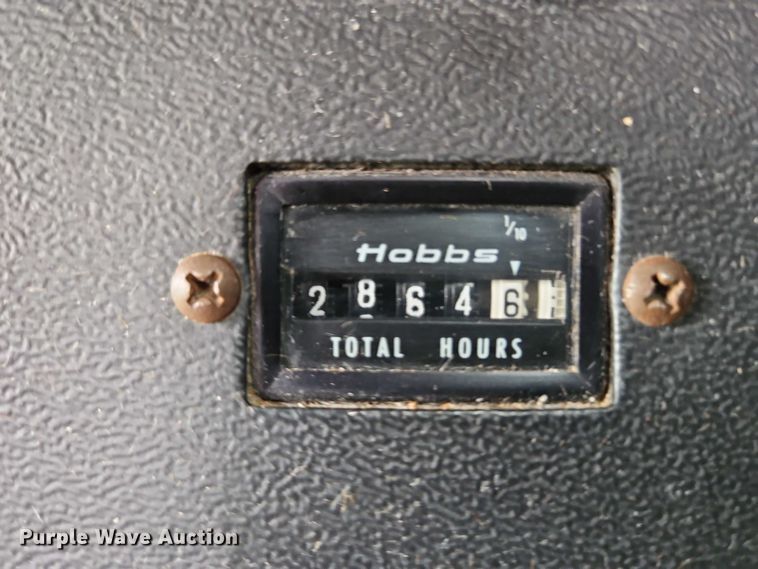 1/10
Hobbs
2 8 6 4 6
TOTAL HOURS
Purple Wave Auction